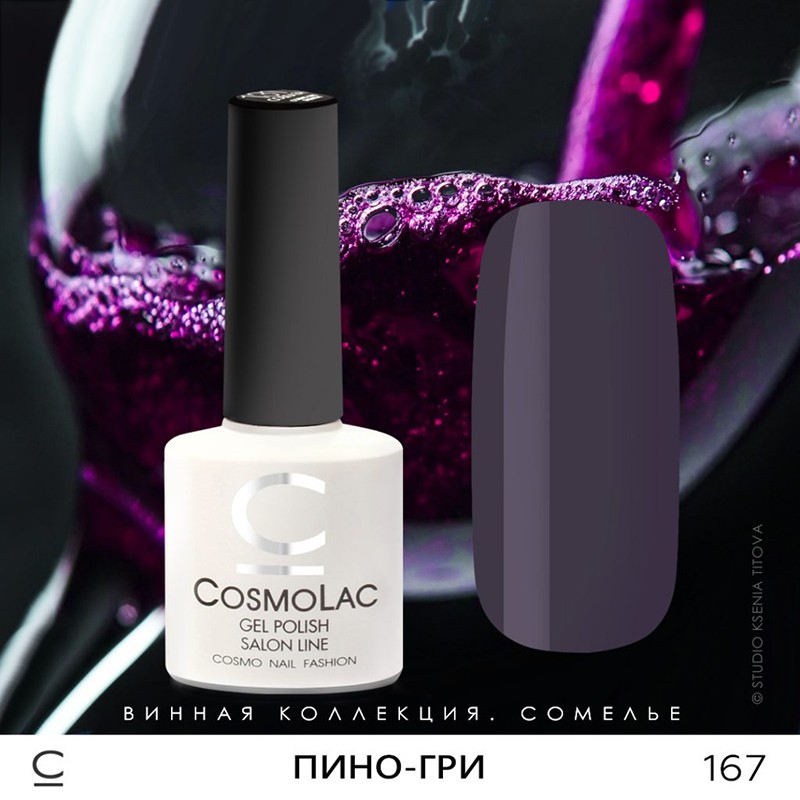 COSMOLAC
GEL POLISH
SALON LINE
COSMO NAIL FASHION
© STUDIO KSENIA TITOVA
ВИННАЯ КОЛЛЕКЦИЯ. СОМЕЛЬЕ
ПИНО-ГРИ
167